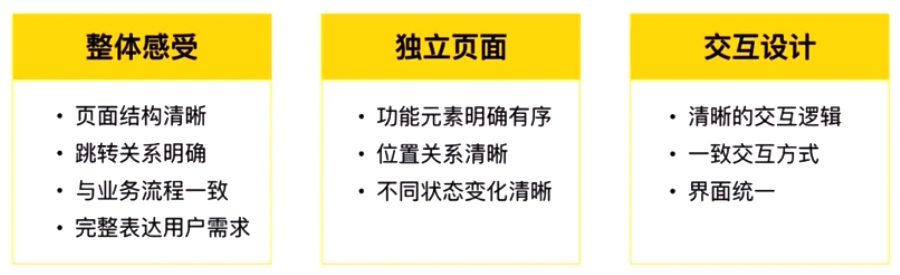 整体感受
• 页面结构清晰
• 跳转关系明确
• 与业务流程一致
• 完整表达用户需求
独立页面
• 功能元素明确有序
• 位置关系清晰
• 不同状态变化清晰
交互设计
• 清晰的交互逻辑
• 一致交互方式
• 界面统一